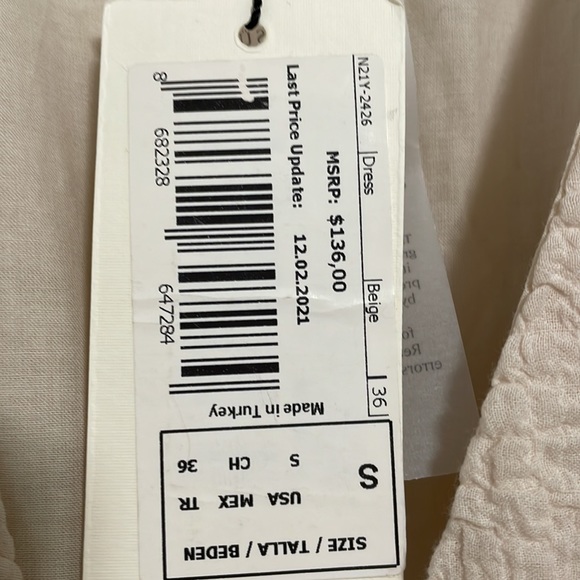 N21Y-2426 | Dress | Beige | 36
MSRP: $136,00
Last Price Update: 12.02.2021
8 682328 647284
Made in Turkey
SIZE / TALLA / BEDEN
USA MEX TR
S CH 36
S